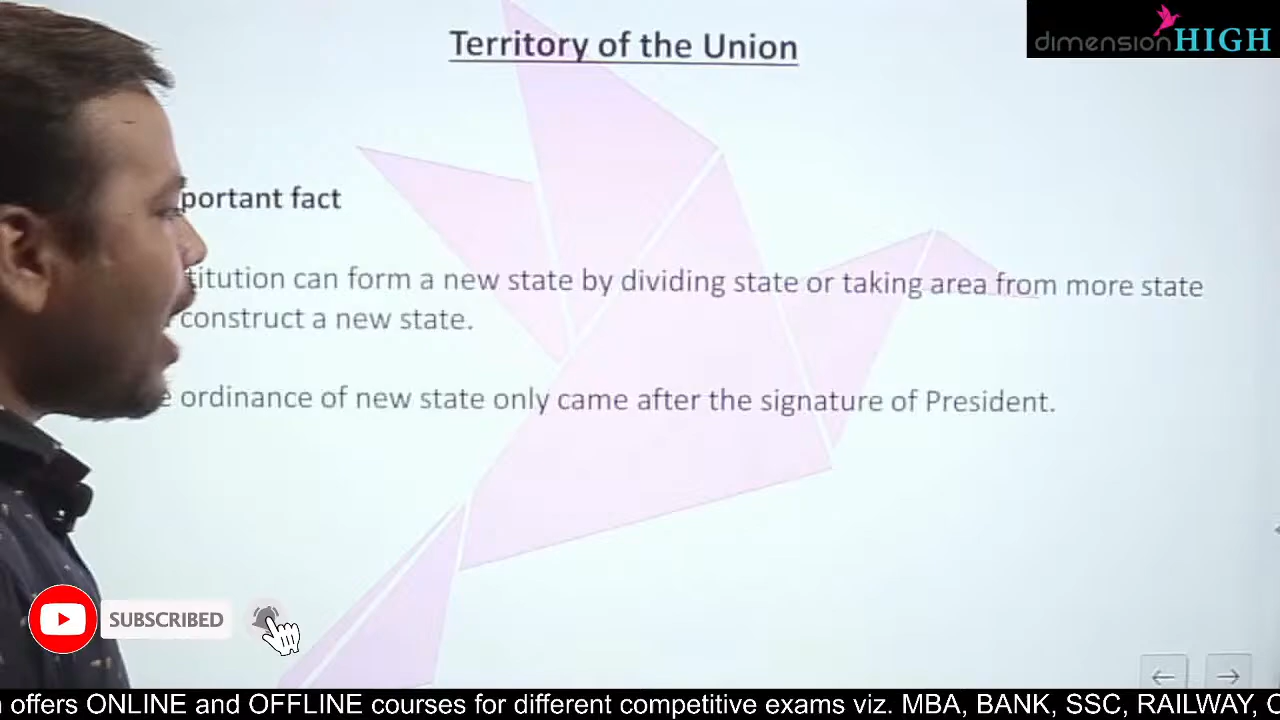 Territory of the Union
dimensionHIGH
portant fact
titution can form a new state by dividing state or taking area from more state
construct a new state.
e ordinance of new state only came after the signature of President.
SUBSCRIBED
n offers ONLINE and OFFLINE courses for different competitive exams viz. MBA, BANK, SSC, RAILWAY, C